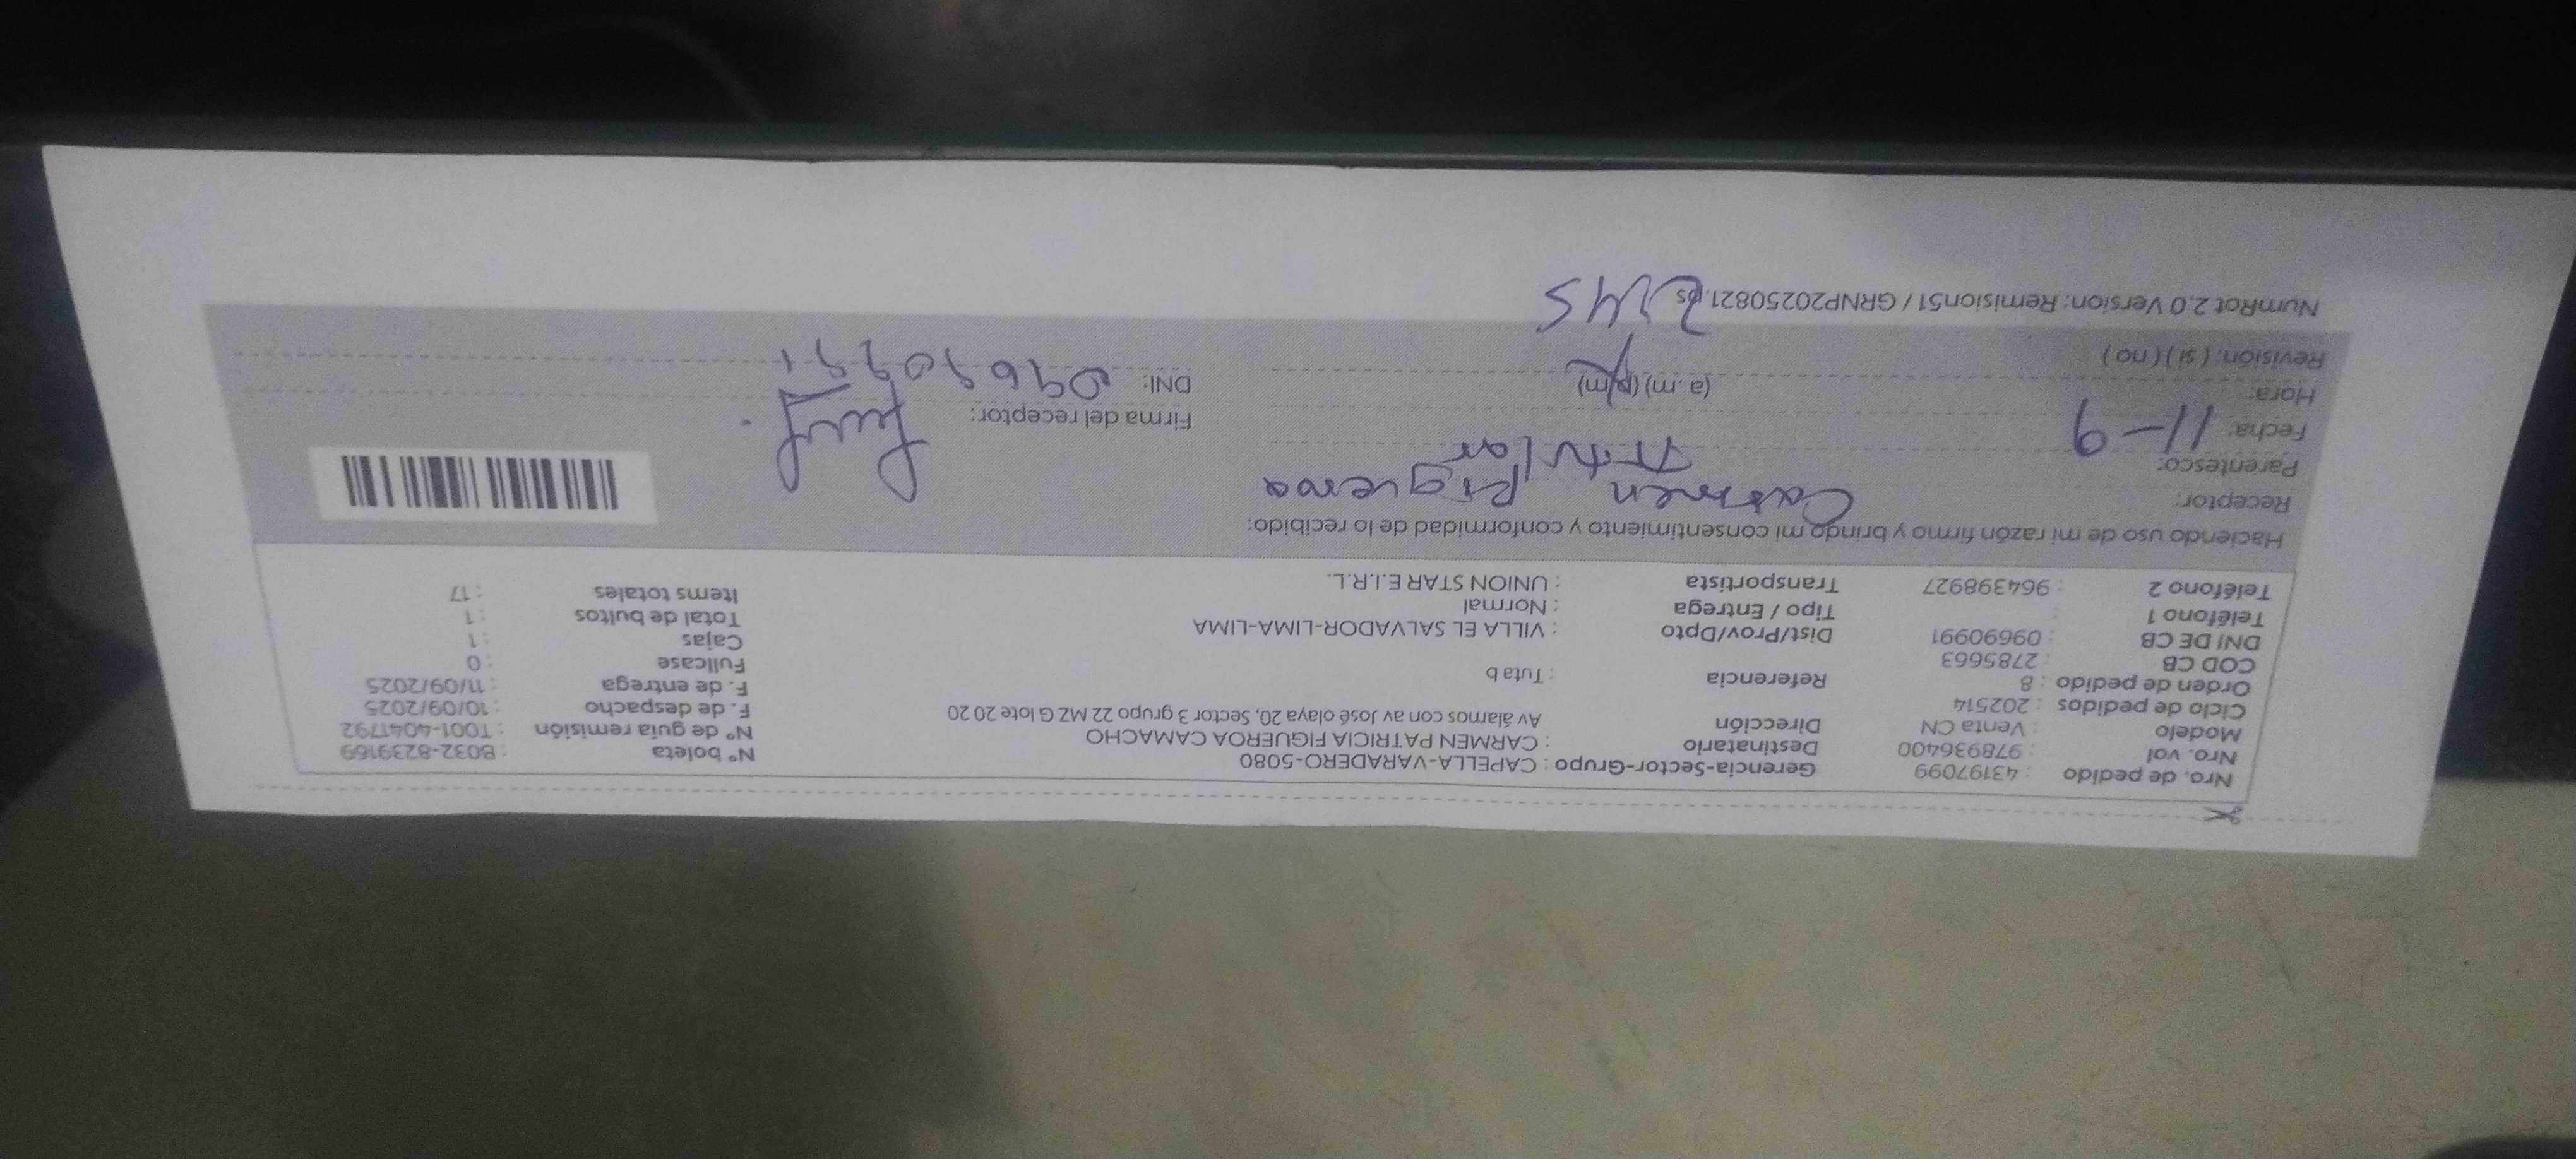 Nro. de pedido : 43197099 Gerencia-Sector-Grupo : CAPELLA-VARADERO-5080 N° boleta : B032-8239169
Nro. val : 978936400 Destinatario : CARMEN PATRICIA FIGUEROA CAMACHO N° de guia remisión : T001-4041792
Modelo : Venta CN Dirección Av álamos con av José olaya 20, Sector 3 grupo 22 MZ G lote 20 20 F. de despacho : 10/09/2025
Ciclo de pedidos : 202514 F. de entrega : 11/09/2025
Orden de pedido : 8 Referencia : Tuta b Fullcase : 0
COD CB : 2785663 Cajas : 1
DNI DE CB : 09690991 Dist/Prov/Dpto : VILLA EL SALVADOR-LIMA-LIMA Total de bultos : 1
Teléfono 1 : Tipo / Entrega : Normal Items totales : 17
Teléfono 2 : 964398927 Transportista : UNION STAR E.I.R.L.
Haciendo uso de mi razón firmo y brindo mi consentimiento y conformidad de lo recibido:
Receptor: Carmen Figueroa
Parentesco: Titular
Fecha: 11-9 Firma del receptor:
Hora: (a.m) (p/m) DNI: 09690991
Revisión: ( si ) ( no )
2:45
NumRot 2.0 Version: Remision51 / GRNP20250821.ps